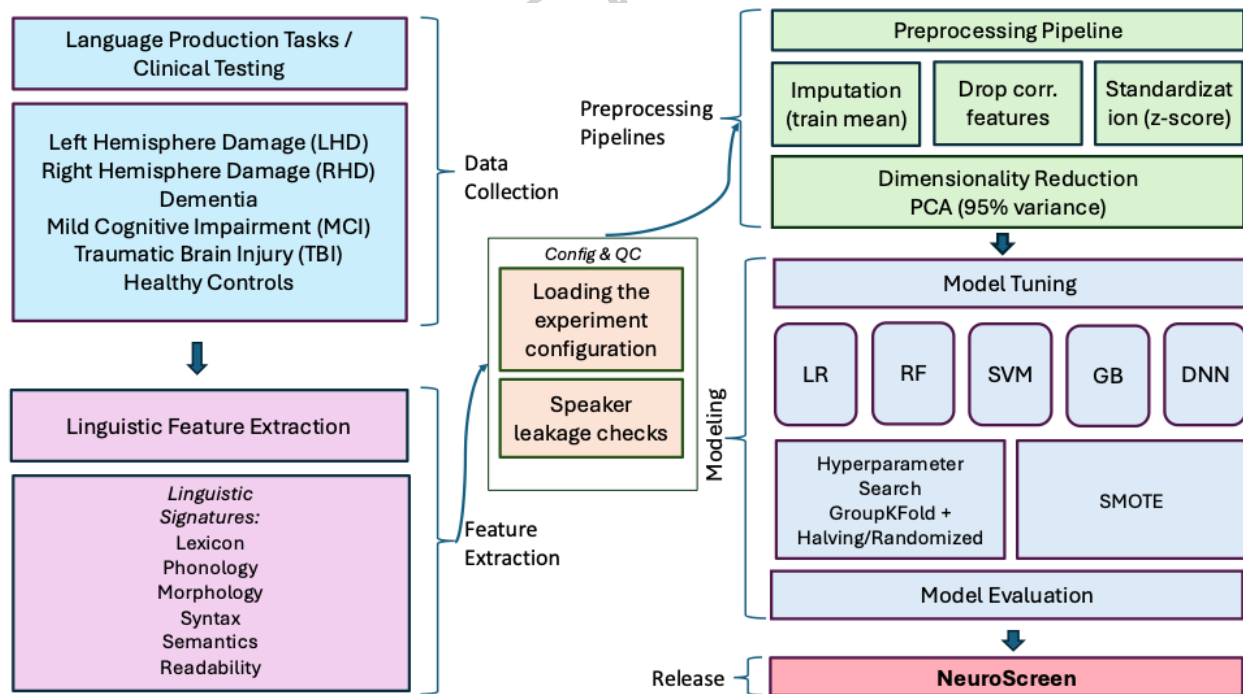 Language Production Tasks /
Clinical Testing
Left Hemisphere Damage (LHD)
Right Hemisphere Damage (RHD)
Dementia
Mild Cognitive Impairment (MCI)
Traumatic Brain Injury (TBI)
Healthy Controls
Data
Collection
Linguistic Feature Extraction
Linguistic
Signatures:
Lexicon
Phonology
Morphology
Syntax
Semantics
Readability
Feature
Extraction
Config & QC
Loading the
experiment
configuration
Speaker
leakage checks
Preprocessing
Pipelines
Preprocessing Pipeline
Imputation
(train mean)
Drop corr.
features
Standardizat
ion (z-score)
Dimensionality Reduction
PCA (95% variance)
Modeling
Model Tuning
LR
RF
SVM
GB
DNN
Hyperparameter
Search
GroupKFold +
Halving/Randomized
SMOTE
Model Evaluation
Release
NeuroScreen